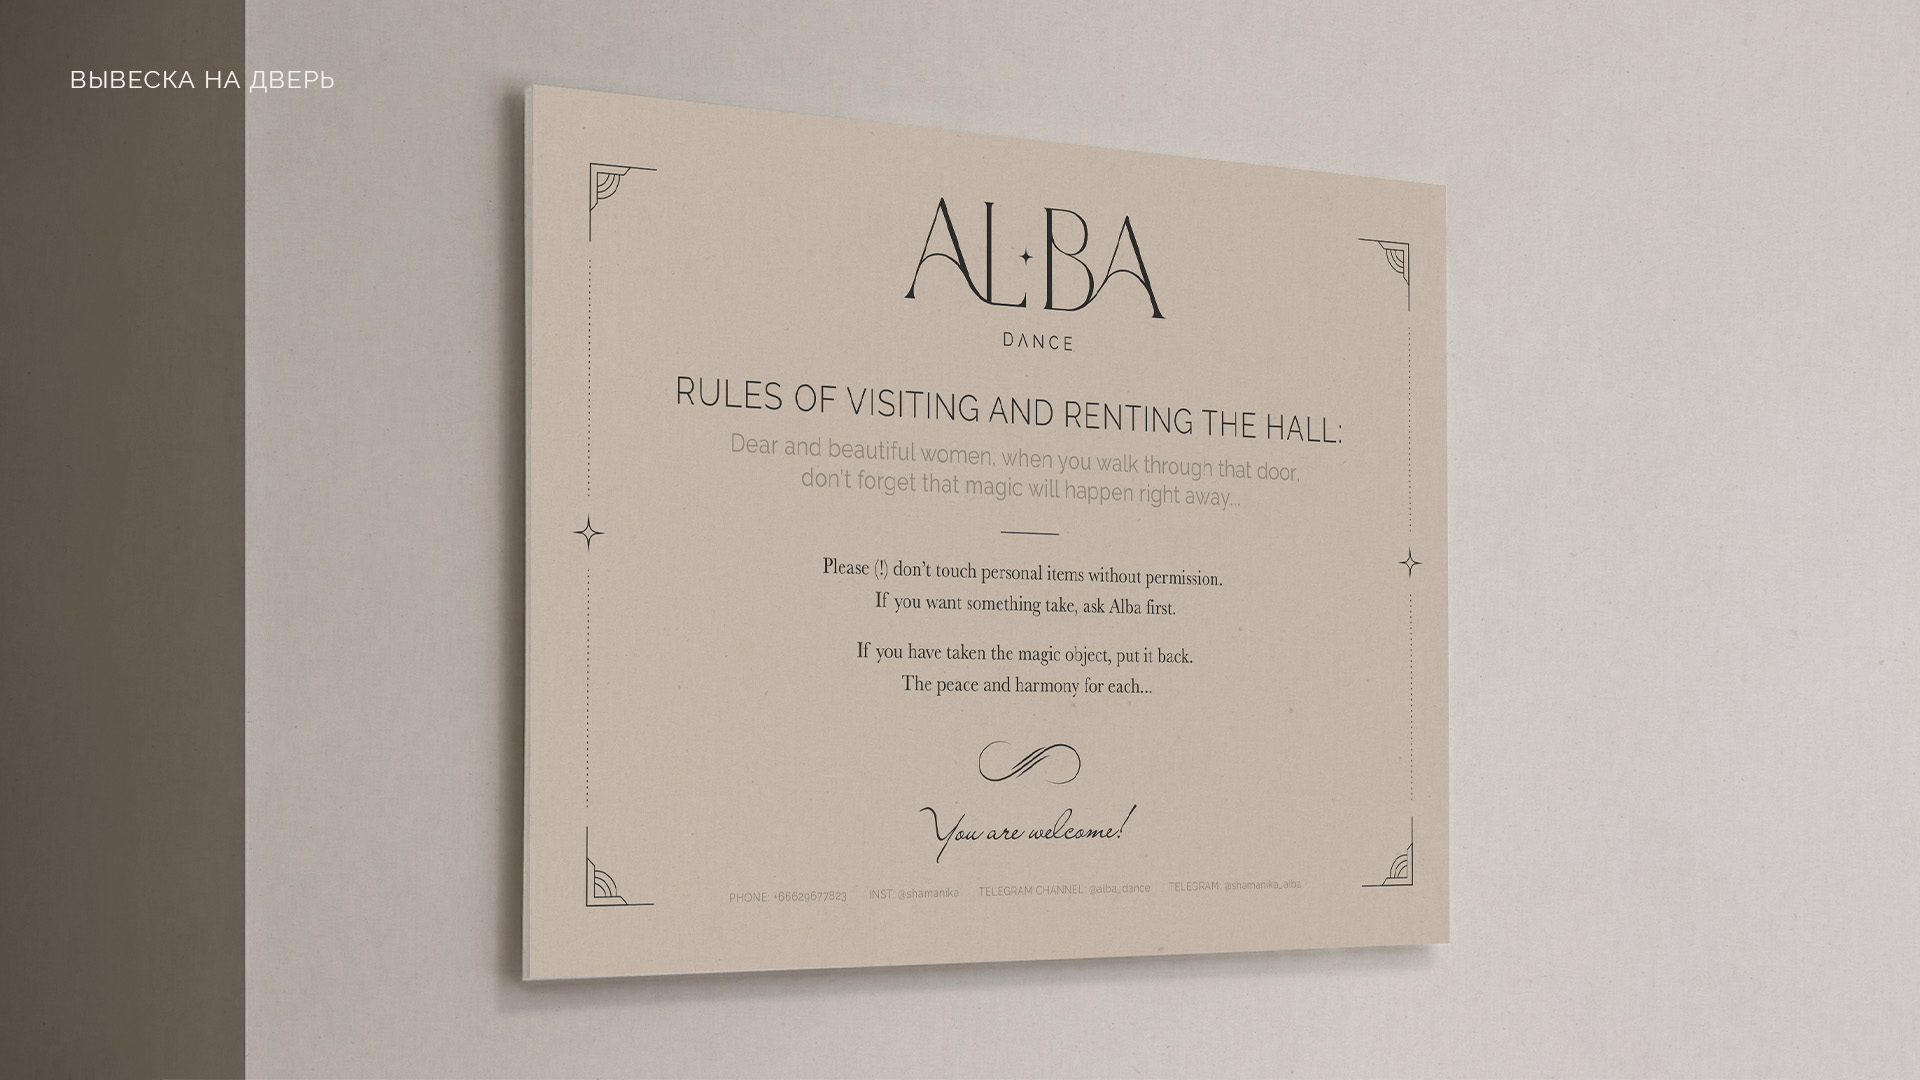 ВЫВЕСКА НА ДВЕРЬ
ALBA
DANCE
RULES OF VISITING AND RENTING THE HALL:
Dear and beautiful women, when you walk through that door,
don't forget that magic will happen right away...
Please (!) don't touch personal items without permission.
If you want something take, ask Alba first.
If you have taken the magic object, put it back.
The peace and harmony for each...
You are welcome!
PHONE: +66629677823 INST: @shamanika TELEGRAM CHANNEL: @alba_dance TELEGRAM: @shamanika_alba